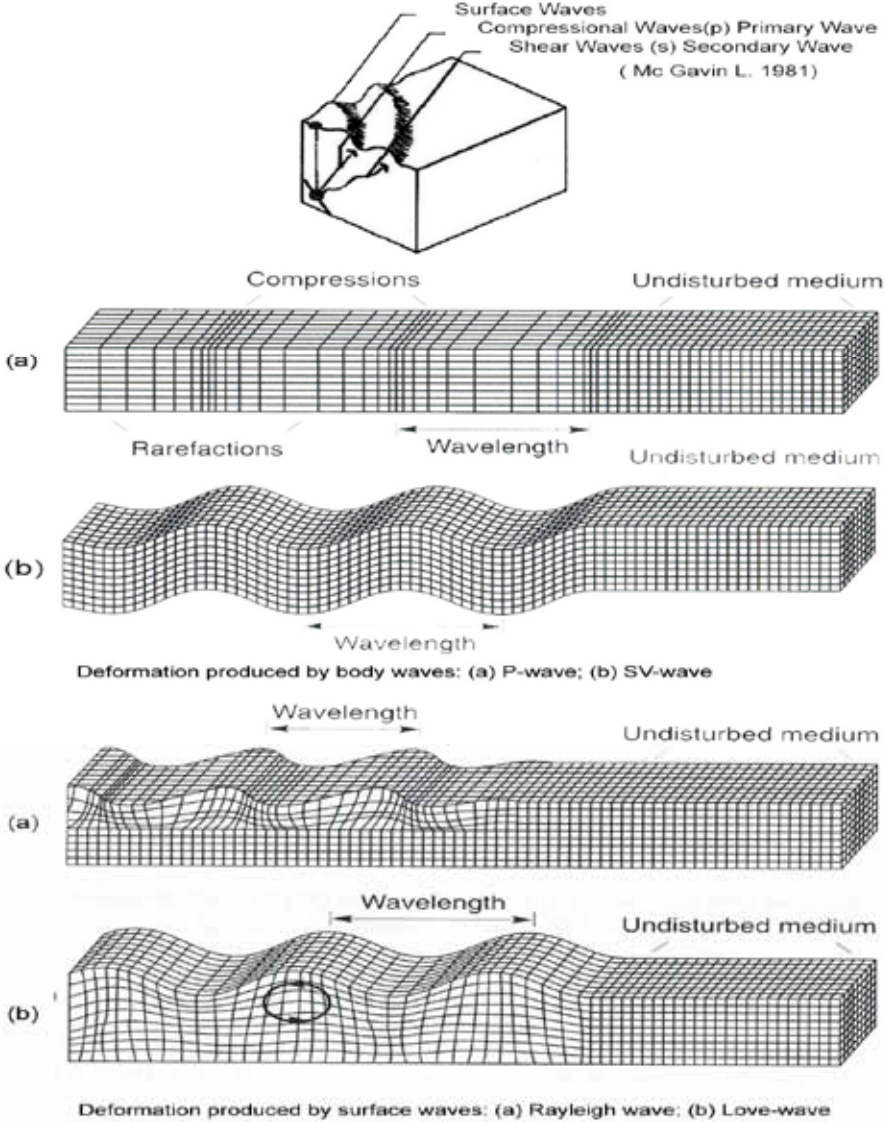 Surface Waves
Compressional Waves(p) Primary Wave
Shear Waves (s) Secondary Wave
( Mc Gavin L. 1981)
Compressions
Undisturbed medium
(a)
Rarefactions
Wavelength
Undisturbed medium
(b)
Wavelength
Deformation produced by body waves: (a) P-wave; (b) SV-wave
Wavelength
Undisturbed medium
(a)
Wavelength
Undisturbed medium
(b)
Deformation produced by surface waves: (a) Rayleigh wave; (b) Love-wave